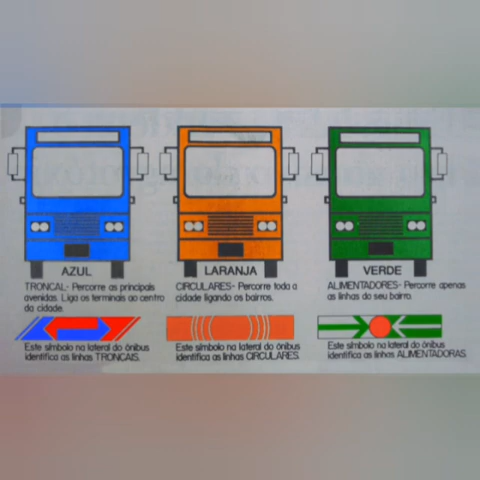 AZUL
TRONCAL- Percorre as principais
avenidas. Liga os terminais ao centro
da cidade.
Este símbolo na lateral do ônibus
identifica as linhas TRONCAIS.
LARANJA
CIRCULARES- Percorre toda a
cidade ligando os bairros.
Este símbolo na lateral do ônibus
identifica as linhas CIRCULARES.
VERDE
ALIMENTADORES- Percorre apenas
as linhas do seu bairro.
Este símbolo na lateral do ônibus
identifica as linhas ALIMENTADORAS